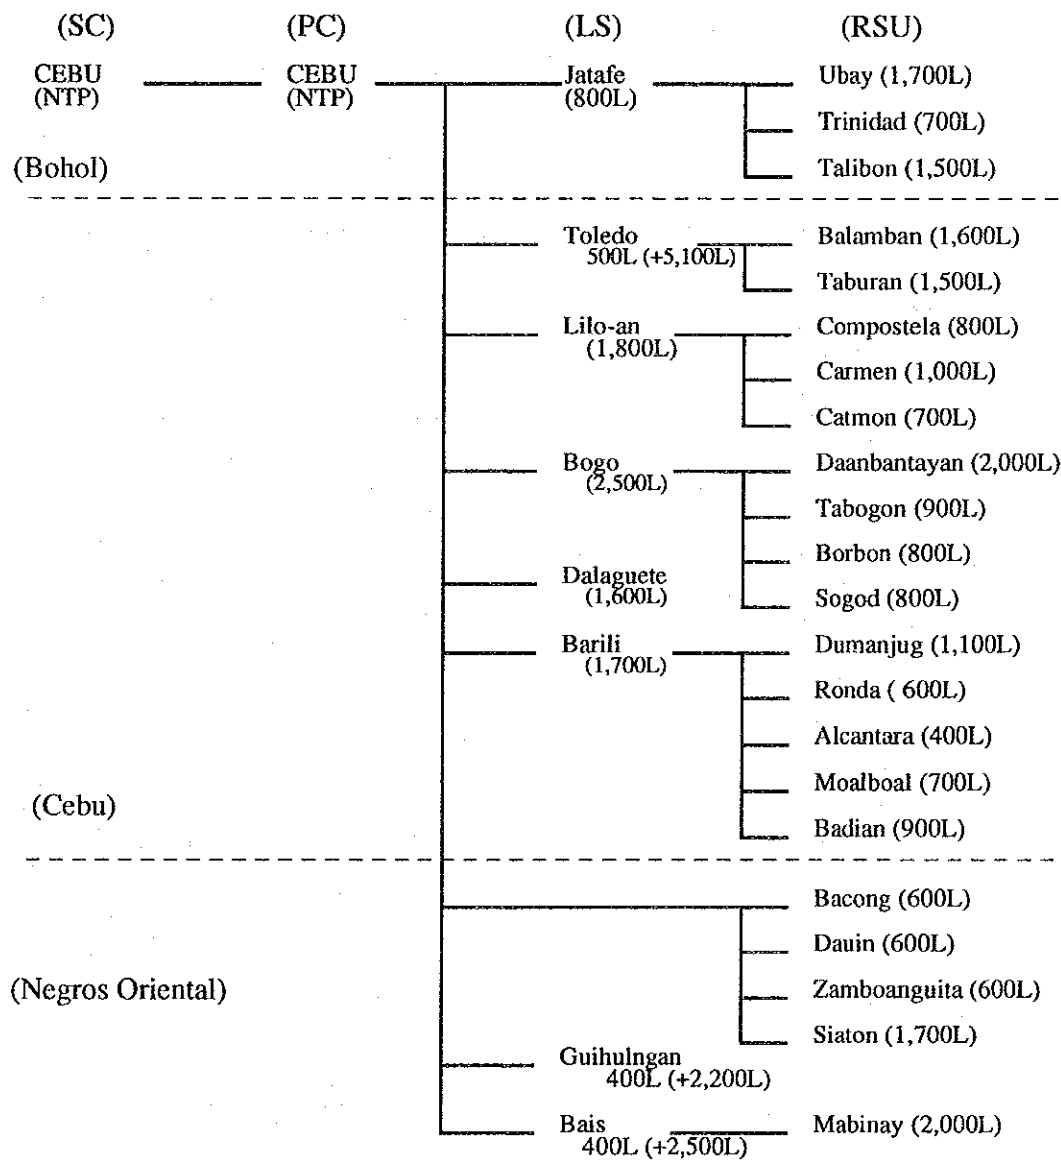 (SC) (PC) (LS) (RSU)
CEBU CEBU Jatafe Ubay (1,700L)
(NTP) (NTP) (800L)
Trinidad (700L)
(Bohol) Talibon (1,500L)
Toledo Balamban (1,600L)
500L (+5,100L)
Taburan (1,500L)
Lilo-an Compostela (800L)
(1,800L)
Carmen (1,000L)
Catmon (700L)
Bogo Daanbantayan (2,000L)
(2,500L)
Tabogon (900L)
Borbon (800L)
Dalaguete
(1,600L) Sogod (800L)
Barili Dumanjug (1,100L)
(1,700L)
Ronda ( 600L)
Alcantara (400L)
Moalboal (700L)
(Cebu)
Badian (900L)
Bacong (600L)
Dauin (600L)
(Negros Oriental) Zamboanguita (600L)
Siaton (1,700L)
Guihulngan
400L (+2,200L)
Bais Mabinay (2,000L)
400L (+2,500L)